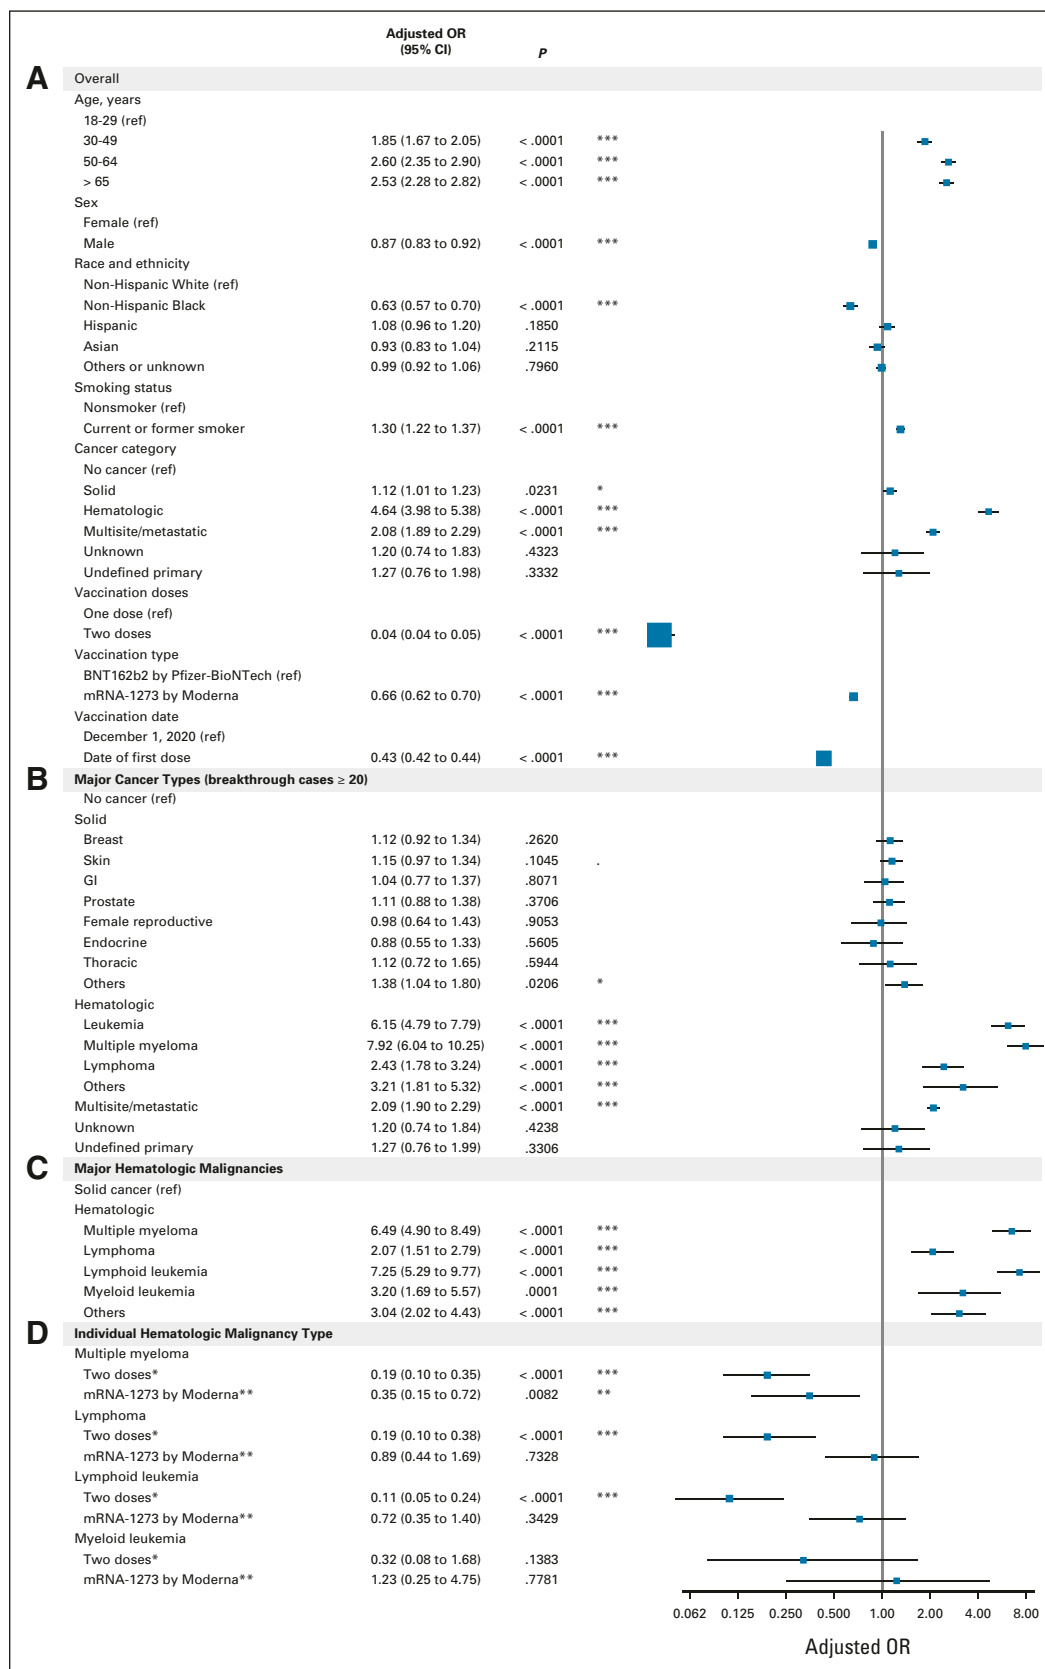 Adjusted OR
(95% CI) P
A Overall
Age, years
18-29 (ref)
30-49 1.85 (1.67 to 2.05) < .0001 ***
50-64 2.60 (2.35 to 2.90) < .0001 ***
> 65 2.53 (2.28 to 2.82) < .0001 ***
Sex
Female (ref)
Male 0.87 (0.83 to 0.92) < .0001 ***
Race and ethnicity
Non-Hispanic White (ref)
Non-Hispanic Black 0.63 (0.57 to 0.70) < .0001 ***
Hispanic 1.08 (0.96 to 1.20) .1850
Asian 0.93 (0.83 to 1.04) .2115
Others or unknown 0.99 (0.92 to 1.06) .7960
Smoking status
Nonsmoker (ref)
Current or former smoker 1.30 (1.22 to 1.37) < .0001 ***
Cancer category
No cancer (ref)
Solid 1.12 (1.01 to 1.23) .0231 *
Hematologic 4.64 (3.98 to 5.38) < .0001 ***
Multisite/metastatic 2.08 (1.89 to 2.29) < .0001 ***
Unknown 1.20 (0.74 to 1.83) .4323
Undefined primary 1.27 (0.76 to 1.98) .3332
Vaccination doses
One dose (ref)
Two doses 0.04 (0.04 to 0.05) < .0001 ***
Vaccination type
BNT162b2 by Pfizer-BioNTech (ref)
mRNA-1273 by Moderna 0.66 (0.62 to 0.70) < .0001 ***
Vaccination date
December 1, 2020 (ref)
Date of first dose 0.43 (0.42 to 0.44) < .0001 ***
B Major Cancer Types (breakthrough cases ≥ 20)
No cancer (ref)
Solid
Breast 1.12 (0.92 to 1.34) .2620
Skin 1.15 (0.97 to 1.34) .1045 .
GI 1.04 (0.77 to 1.37) .8071
Prostate 1.11 (0.88 to 1.38) .3706
Female reproductive 0.98 (0.64 to 1.43) .9053
Endocrine 0.88 (0.55 to 1.33) .5605
Thoracic 1.12 (0.72 to 1.65) .5944
Others 1.38 (1.04 to 1.80) .0206 *
Hematologic
Leukemia 6.15 (4.79 to 7.79) < .0001 ***
Multiple myeloma 7.92 (6.04 to 10.25) < .0001 ***
Lymphoma 2.43 (1.78 to 3.24) < .0001 ***
Others 3.21 (1.81 to 5.32) < .0001 ***
Multisite/metastatic 2.09 (1.90 to 2.29) < .0001 ***
Unknown 1.20 (0.74 to 1.84) .4238
Undefined primary 1.27 (0.76 to 1.99) .3306
C Major Hematologic Malignancies
Solid cancer (ref)
Hematologic
Multiple myeloma 6.49 (4.90 to 8.49) < .0001 ***
Lymphoma 2.07 (1.51 to 2.79) < .0001 ***
Lymphoid leukemia 7.25 (5.29 to 9.77) < .0001 ***
Myeloid leukemia 3.20 (1.69 to 5.57) .0001 ***
Others 3.04 (2.02 to 4.43) < .0001 ***
D Individual Hematologic Malignancy Type
Multiple myeloma
Two doses* 0.19 (0.10 to 0.35) < .0001 ***
mRNA-1273 by Moderna** 0.35 (0.15 to 0.72) .0082 **
Lymphoma
Two doses* 0.19 (0.10 to 0.38) < .0001 ***
mRNA-1273 by Moderna** 0.89 (0.44 to 1.69) .7328
Lymphoid leukemia
Two doses* 0.11 (0.05 to 0.24) < .0001 ***
mRNA-1273 by Moderna** 0.72 (0.35 to 1.40) .3429
Myeloid leukemia
Two doses* 0.32 (0.08 to 1.68) .1383
mRNA-1273 by Moderna** 1.23 (0.25 to 4.75) .7781
0.062 0.125 0.250 0.500 1.00 2.00 4.00 8.00
Adjusted OR